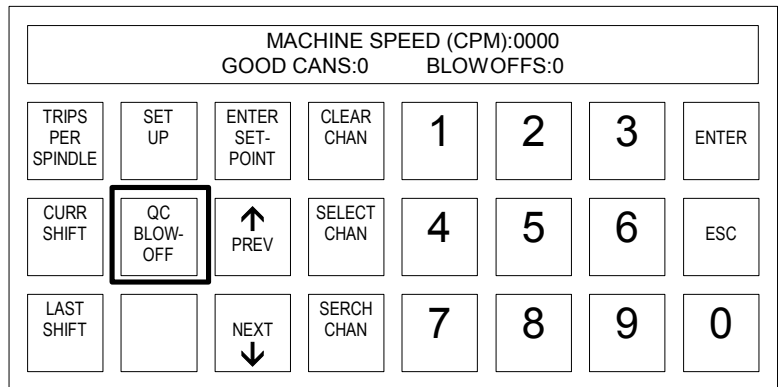 MACHINE SPEED (CPM):0000
GOOD CANS:0 BLOWOFFS:0
TRIPS
PER
SPINDLE
SET
UP
ENTER
SET-
POINT
CLEAR
CHAN
1
2
3
ENTER
CURR
SHIFT
QC
BLOW-
OFF
PREV
SELECT
CHAN
4
5
6
ESC
LAST
SHIFT
NEXT
SERCH
CHAN
7
8
9
0